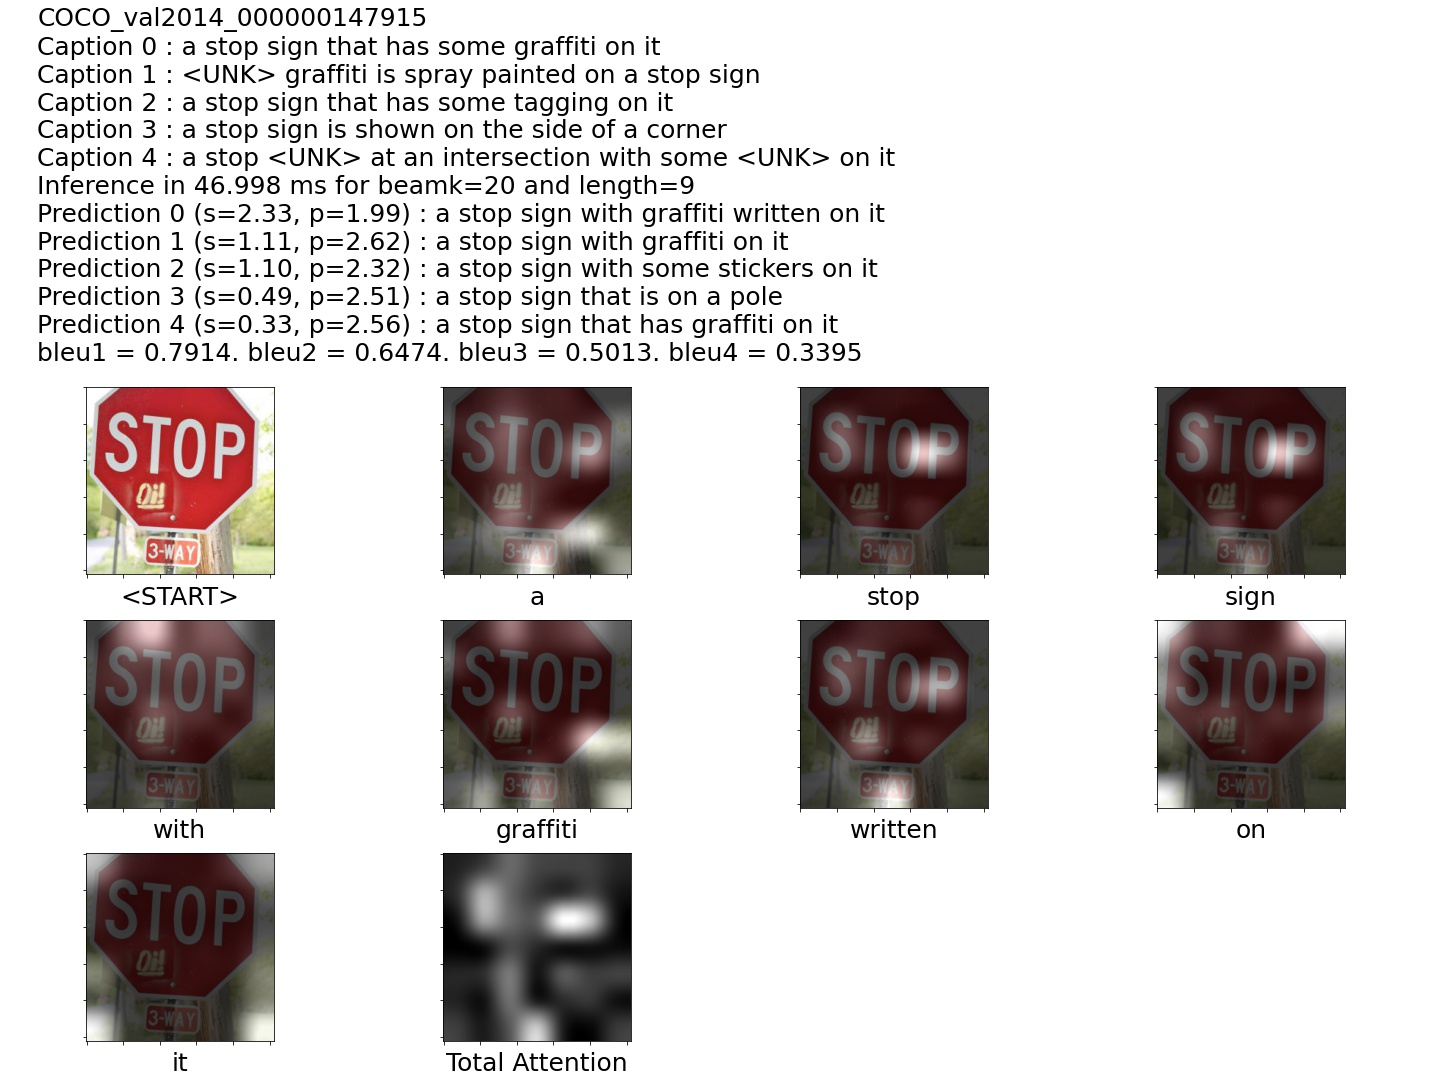 COCO_val2014_000000147915
Caption 0 : a stop sign that has some graffiti on it
Caption 1 : <UNK> graffiti is spray painted on a stop sign
Caption 2 : a stop sign that has some tagging on it
Caption 3 : a stop sign is shown on the side of a corner
Caption 4 : a stop <UNK> at an intersection with some <UNK> on it
Inference in 46.998 ms for beamk=20 and length=9
Prediction 0 (s=2.33, p=1.99) : a stop sign with graffiti written on it
Prediction 1 (s=1.11, p=2.62) : a stop sign with graffiti on it
Prediction 2 (s=1.10, p=2.32) : a stop sign with some stickers on it
Prediction 3 (s=0.49, p=2.51) : a stop sign that is on a pole
Prediction 4 (s=0.33, p=2.56) : a stop sign that has graffiti on it
bleu1 = 0.7914. bleu2 = 0.6474. bleu3 = 0.5013. bleu4 = 0.3395
STOP STOP STOP STOP
Oi! Oi! Oi! Oi!
3-WAY 3-WAY 3-WAY 3-WAY
<START> a stop sign
STOP STOP STOP STOP
Oi! Oi! Oi! Oi!
3-WAY 3-WAY 3-WAY 3-WAY
with graffiti written on
STOP
Oi!
3-WAY
it Total Attention